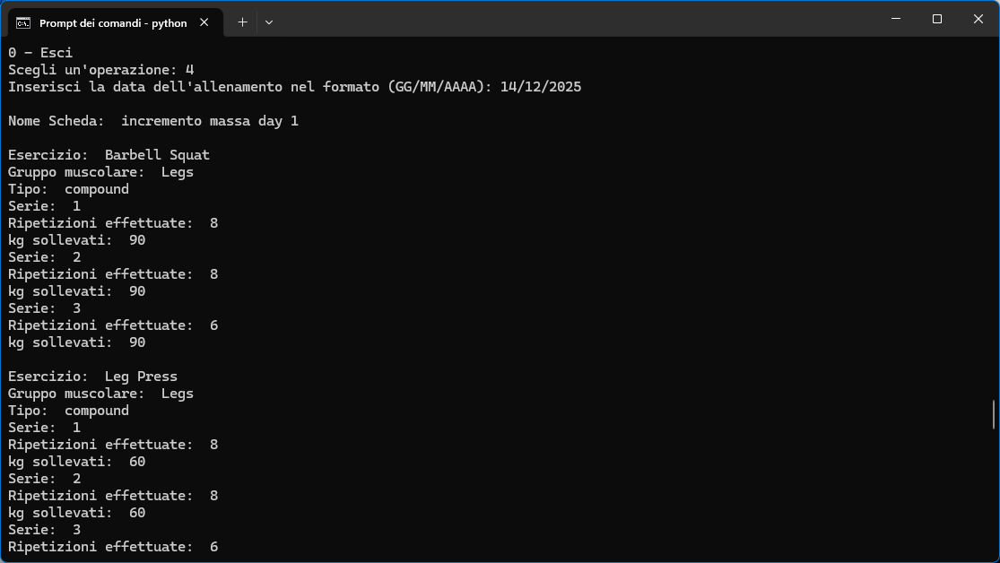 Prompt dei comandi - python
0 - Esci
Scegli un'operazione: 4
Inserisci la data dell'allenamento nel formato (GG/MM/AAAA): 14/12/2025
Nome Scheda:  incremento massa day 1
Esercizio:  Barbell Squat
Gruppo muscolare:  Legs
Tipo:  compound
Serie:  1
Ripetizioni effettuate:  8
kg sollevati:  90
Serie:  2
Ripetizioni effettuate:  8
kg sollevati:  90
Serie:  3
Ripetizioni effettuate:  6
kg sollevati:  90
Esercizio:  Leg Press
Gruppo muscolare:  Legs
Tipo:  compound
Serie:  1
Ripetizioni effettuate:  8
kg sollevati:  60
Serie:  2
Ripetizioni effettuate:  8
kg sollevati:  60
Serie:  3
Ripetizioni effettuate:  6